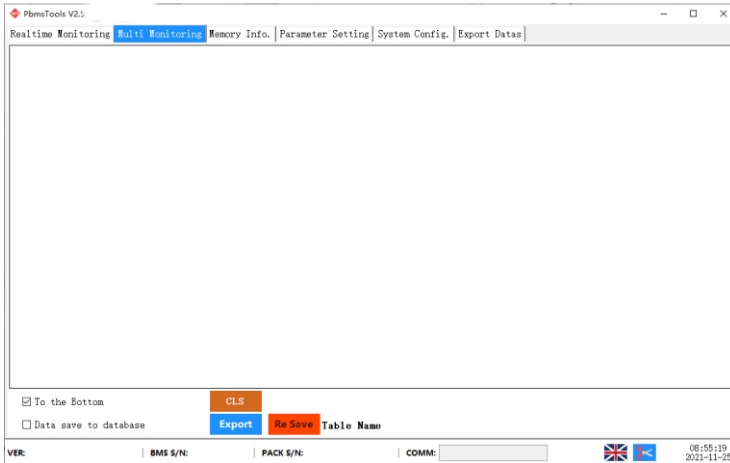 PbmsTools V2.5
Realtime Monitoring Multi Monitoring Memory Info. Parameter Setting System Config. Export Datas
To the Bottom CLS
Data save to database Export Re Save Table Name
VER: BMS S/N: PACK S/N: COMM: 08:55:19
2021-11-25